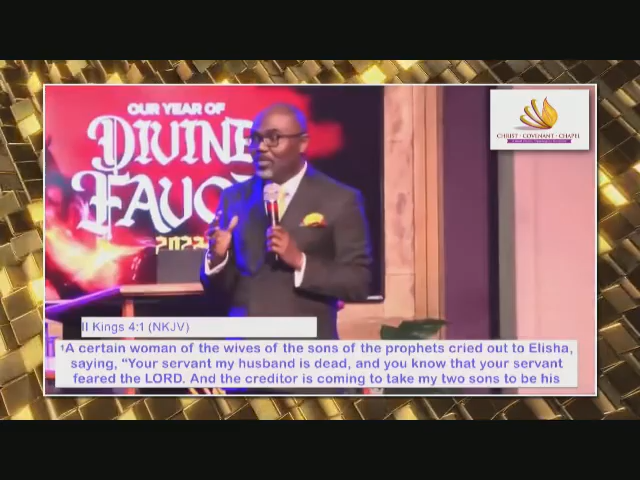 OUR YEAR OF
DIVINE
FAVO
CHRIST · COVENANT · CHAPEL
II Kings 4:1 (NKJV)
1A certain woman of the wives of the sons of the prophets cried out to Elisha,
saying, “Your servant my husband is dead, and you know that your servant
feared the LORD. And the creditor is coming to take my two sons to be his